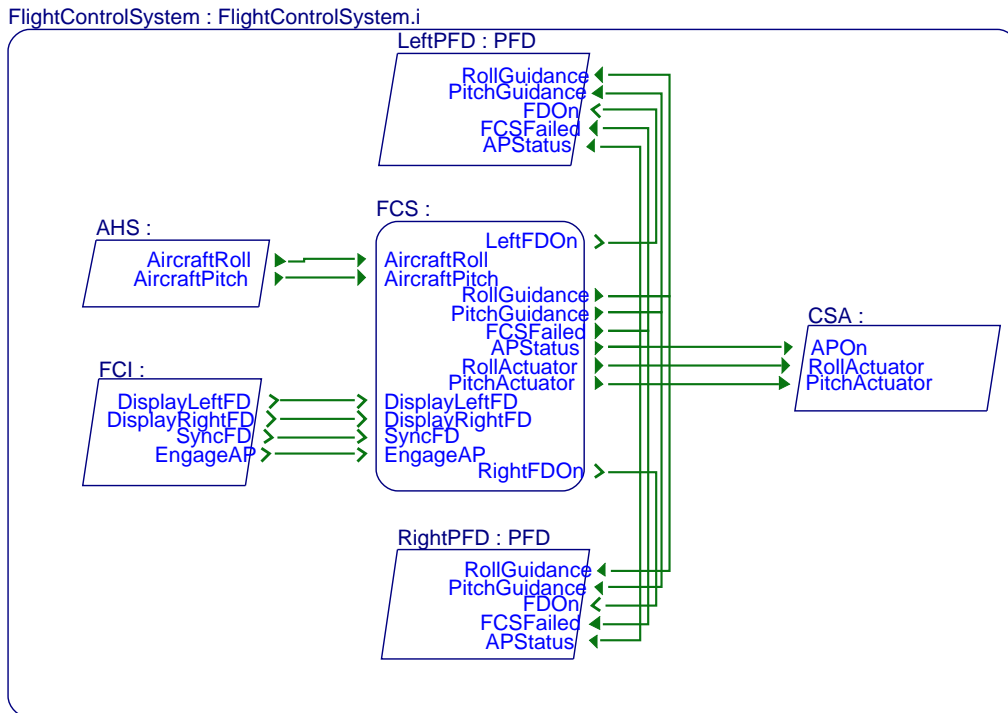 FlightControlSystem : FlightControlSystem.i
LeftPFD : PFD
RollGuidance
PitchGuidance
FDOn
FCSFailed
APStatus
AHS :
AircraftRoll
AircraftPitch
FCI :
DisplayLeftFD
DisplayRightFD
SyncFD
EngageAP
FCS :
LeftFDOn
AircraftRoll
AircraftPitch
RollGuidance
PitchGuidance
FCSFailed
APStatus
RollActuator
PitchActuator
DisplayLeftFD
DisplayRightFD
SyncFD
EngageAP
RightFDOn
CSA :
APOn
RollActuator
PitchActuator
RightPFD : PFD
RollGuidance
PitchGuidance
FDOn
FCSFailed
APStatus